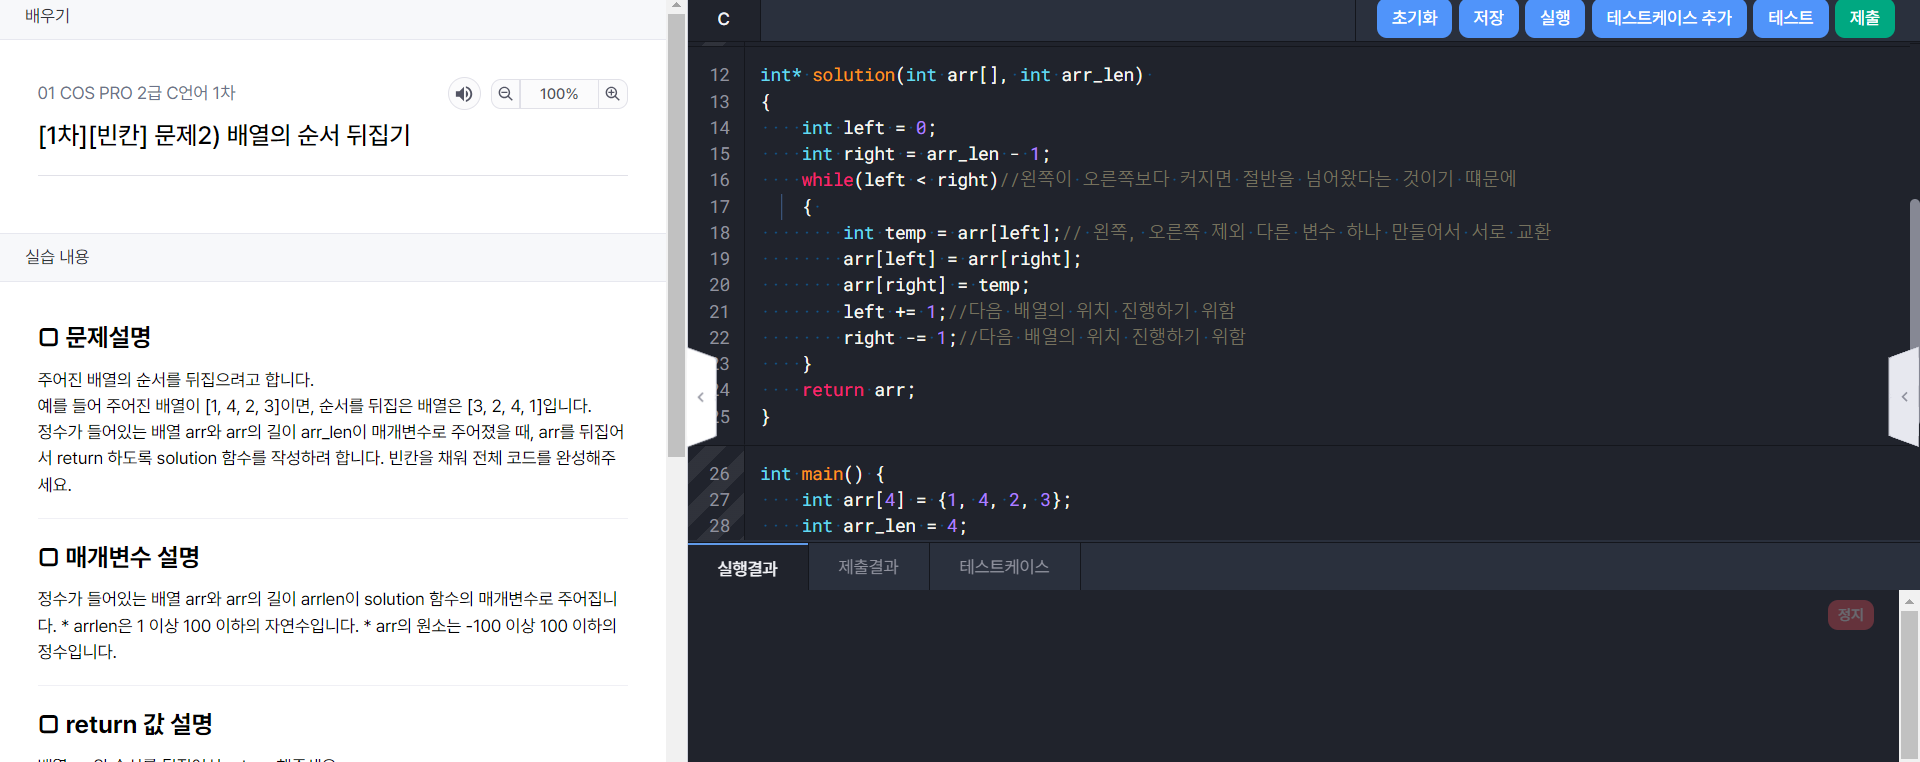 배우기
01 COS PRO 2급 C언어 1차
100%
[1차][빈칸] 문제2) 배열의 순서 뒤집기
실습 내용
문제설명
주어진 배열의 순서를 뒤집으려고 합니다.
예를 들어 주어진 배열이 [1, 4, 2, 3]이면, 순서를 뒤집은 배열은 [3, 2, 4, 1]입니다.
정수가 들어있는 배열 arr와 arr의 길이 arr_len이 매개변수로 주어졌을 때, arr를 뒤집어
서 return 하도록 solution 함수를 작성하려 합니다. 빈칸을 채워 전체 코드를 완성해주
세요.
매개변수 설명
정수가 들어있는 배열 arr와 arr의 길이 arrlen이 solution 함수의 매개변수로 주어집니
다. * arrlen은 1 이상 100 이하의 자연수입니다. * arr의 원소는 -100 이상 100 이하의
정수입니다.
return 값 설명
C
초기화 저장 실행 테스트케이스 추가 테스트 제출
12 int* solution(int arr[], int arr_len)
13 {
14 int left = 0;
15 int right = arr_len - 1;
16 while(left < right)//왼쪽이 오른쪽보다 커지면 절반을 넘어왔다는 것이기 떄문에
17 {
18 int temp = arr[left];// 왼쪽, 오른쪽 제외 다른 변수 하나 만들어서 서로 교환
19 arr[left] = arr[right];
20 arr[right] = temp;
21 left += 1;//다음 배열의 위치 진행하기 위함
22 right -= 1;//다음 배열의 위치 진행하기 위함
3 }
4 return arr;
5 }
26 int main() {
27 int arr[4] = {1, 4, 2, 3};
28 int arr_len = 4;
실행결과 제출결과 테스트케이스
정지